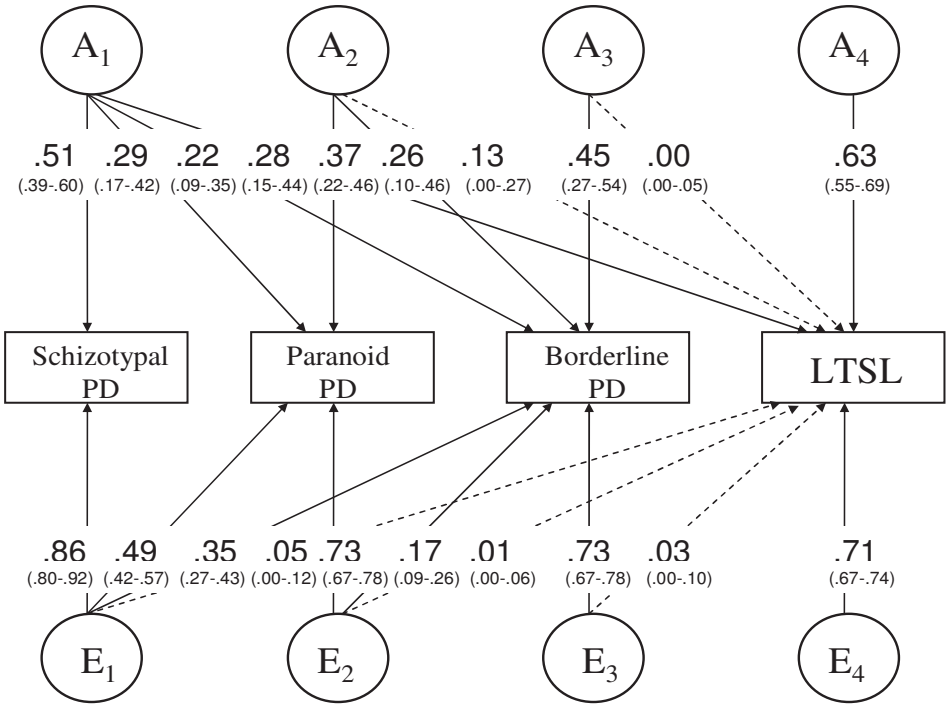 A1 A2 A3 A4
.51 .29 .22 .28 .37 .26 .13 .45 .00 .63
(.39-.60) (.17-.42) (.09-.35) (.15-.44) (.22-.46) (.10-.46) (.00-.27) (.27-.54) (.00-.05) (.55-.69)
Schizotypal
PD
Paranoid
PD
Borderline
PD
LTSL
.86 .49 .35 .05 .73 .17 .01 .73 .03 .71
(.80-.92) (.42-.57) (.27-.43) (.00-.12) (.67-.78) (.09-.26) (.00-.06) (.67-.78) (.00-.10) (.67-.74)
E1 E2 E3 E4